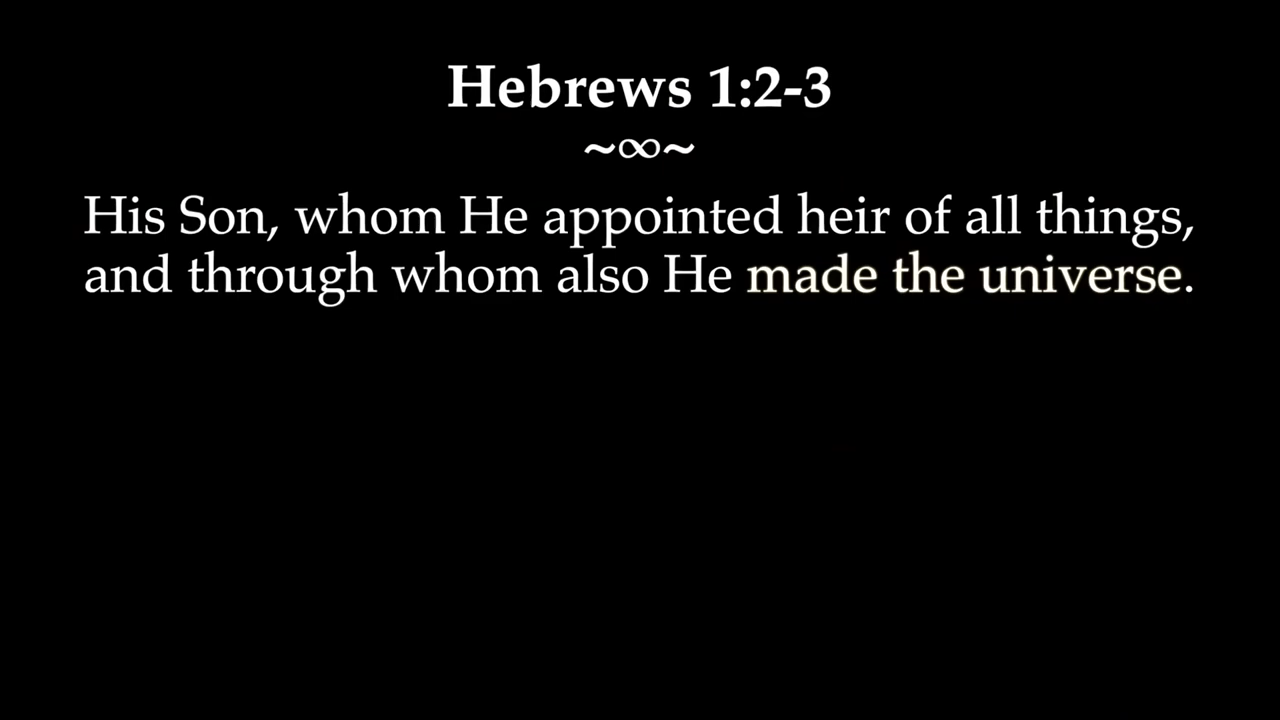 Hebrews 1:2-3
~∞~
His Son, whom He appointed heir of all things,
and through whom also He made the universe.